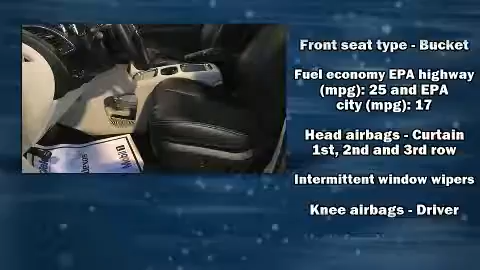 Front seat type - Bucket
Fuel economy EPA highway
(mpg): 25 and EPA
city (mpg): 17
Head airbags - Curtain
1st, 2nd and 3rd row
Intermittent window wipers
Knee airbags - Driver